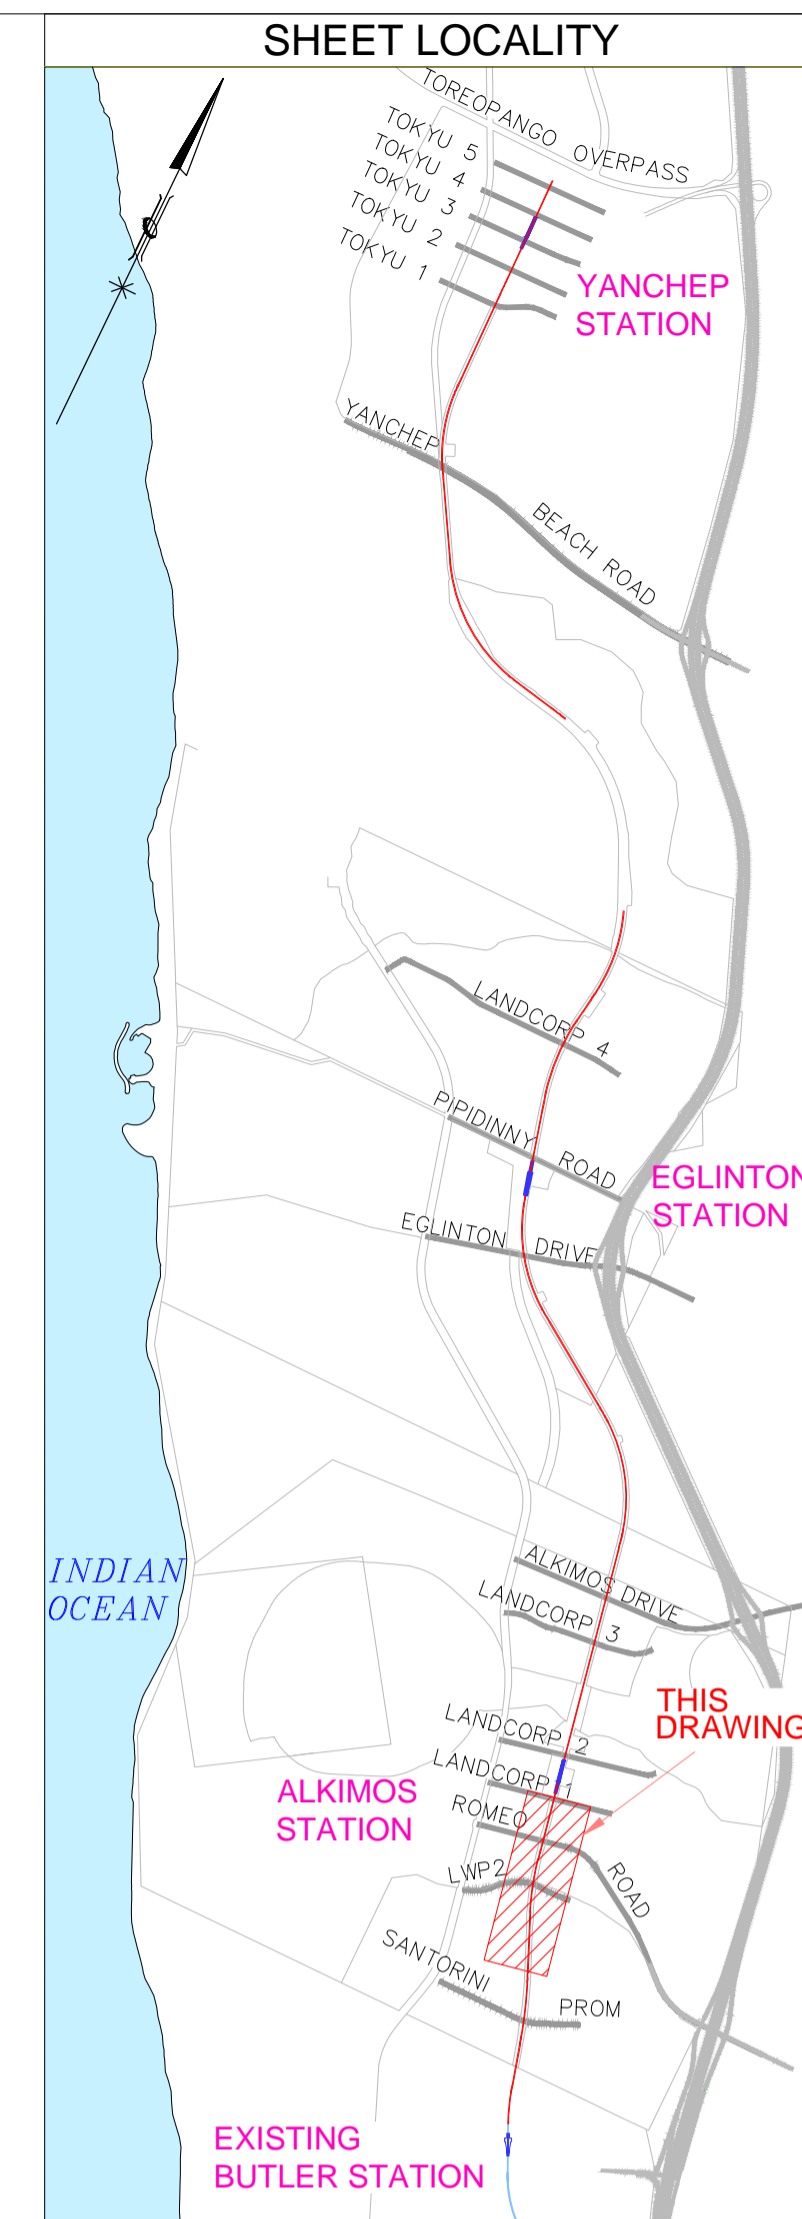 SHEET LOCALITY
TOREOPANGO OVERPASS
TOKYU 5
TOKYU 4
TOKYU 3
TOKYU 2
TOKYU 1
YANCHEP
STATION
YANCHEP BEACH ROAD
LANDCORP 4
PIPIDINNY ROAD
EGLINTON
STATION
EGLINTON DRIVE
INDIAN
OCEAN
ALKIMOS DRIVE
LANDCORP 3
THIS
DRAWING
LANDCORP 2
LANDCORP 1
ALKIMOS
STATION
ROMEO ROAD
LWP2
SANTORINI PROM
EXISTING
BUTLER STATION